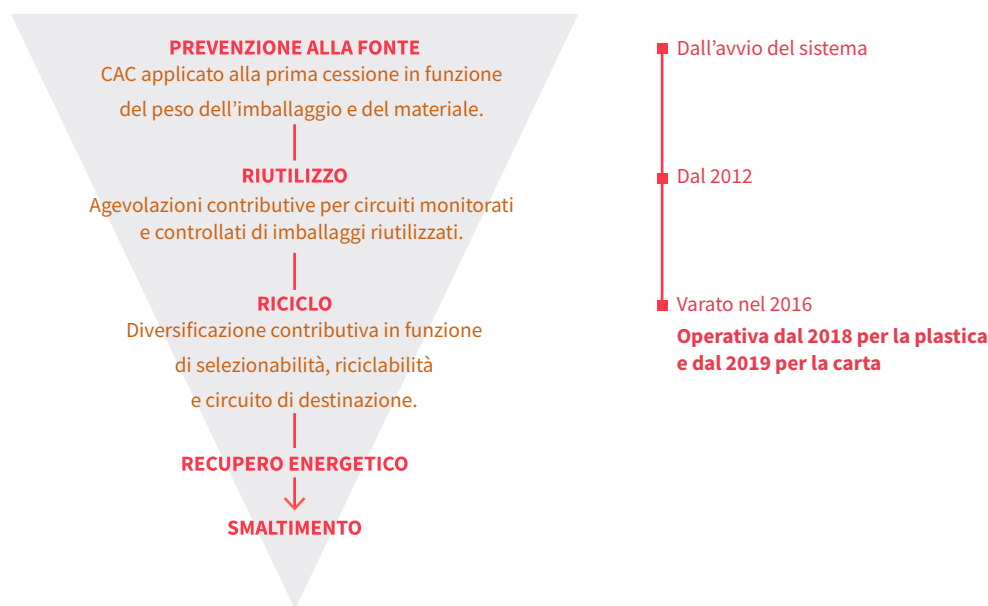 PREVENZIONE ALLA FONTE
CAC applicato alla prima cessione in funzione
del peso dell’imballaggio e del materiale.
RIUTILIZZO
Agevolazioni contributive per circuiti monitorati
e controllati di imballaggi riutilizzati.
RICICLO
Diversificazione contributiva in funzione
di selezionabilità, riciclabilità
e circuito di destinazione.
RECUPERO ENERGETICO
SMALTIMENTO
Dall’avvio del sistema
Dal 2012
Varato nel 2016
Operativa dal 2018 per la plastica
e dal 2019 per la carta